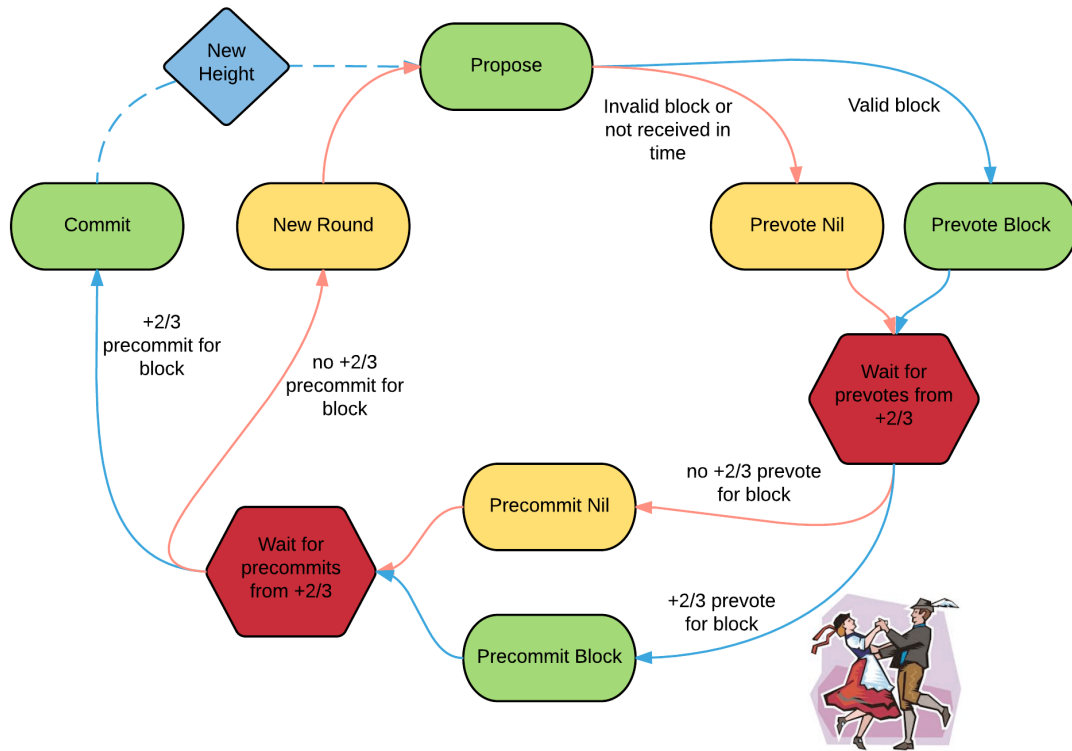 New
Height
Propose
Invalid block or
not received in
time
Valid block
Commit
New Round
Prevote Nil
Prevote Block
+2/3
precommit for
block
no +2/3
precommit for
block
Wait for
prevotes from
+2/3
no +2/3 prevote
for block
Precommit Nil
Wait for
precommits
from +2/3
+2/3 prevote
for block
Precommit Block